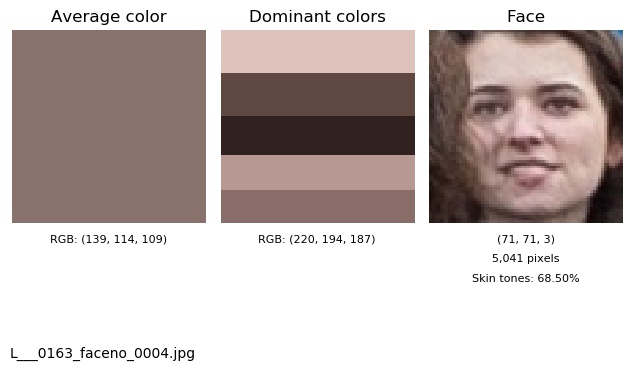 Average color
Dominant colors
Face
RGB: (139, 114, 109)
RGB: (220, 194, 187)
(71, 71, 3)
5,041 pixels
Skin tones: 68.50%
L___0163_faceno_0004.jpg